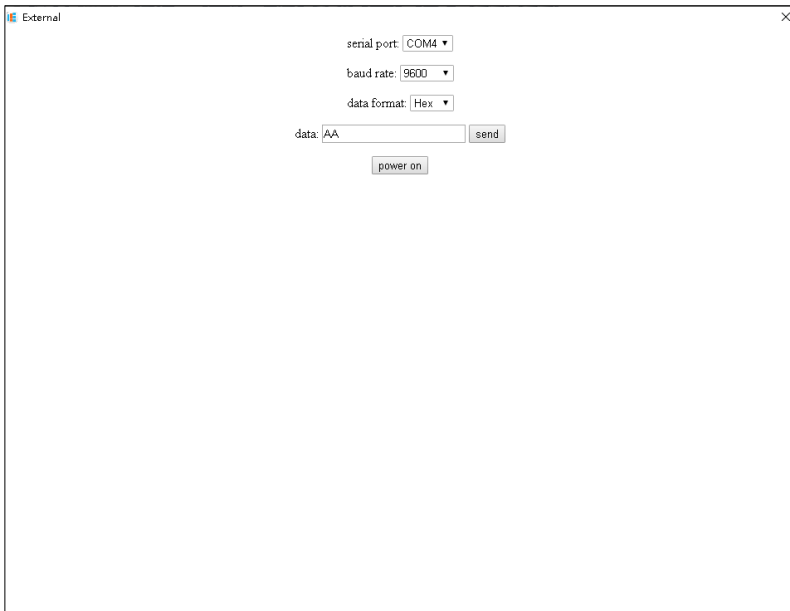 External
serial port: COM4
baud rate: 9600
data format: Hex
data: AA send
power on